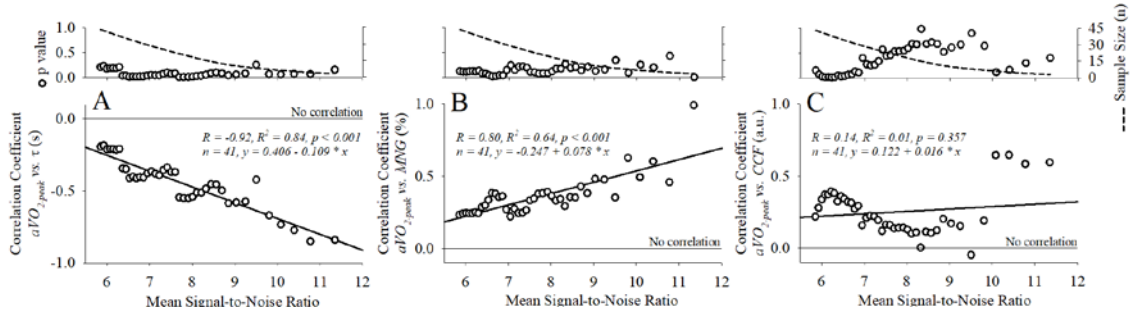 p value
1.0
0.5
0.0
45
30
15
0
Sample Size (n)
A
No correlation
R = -0.92, R² = 0.84, p < 0.001
n = 41, y = 0.406 - 0.109 * x
Correlation Coefficient
aVO2peak vs. τ (s)
0.0
-0.5
-1.0
6 7 8 9 10 11 12
Mean Signal-to-Noise Ratio
B
R = 0.80, R² = 0.64, p < 0.001
n = 41, y = -0.247 + 0.078 * x
Correlation Coefficient
aVO2peak vs. MNG (%)
1.0
0.5
0.0
No correlation
6 7 8 9 10 11 12
Mean Signal-to-Noise Ratio
C
R = 0.14, R² = 0.01, p = 0.357
n = 41, y = 0.122 + 0.016 * x
Correlation Coefficient
aVO2peak vs. CCF (a.u.)
1.0
0.5
0.0
No correlation
6 7 8 9 10 11 12
Mean Signal-to-Noise Ratio